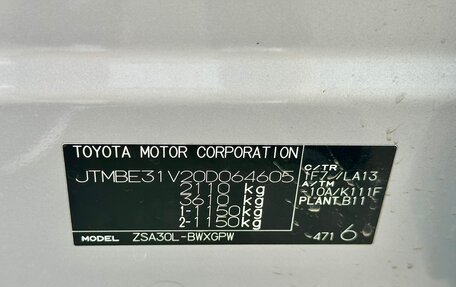 TOYOTA MOTOR CORPORATION
JTMBE31V20D064605
2110 kg
3610 kg
1-1150 kg
2-1150 kg
C/TR
1F7 /LA13
A/TM
-10A/K111F
PLANT,B11
MODEL ZSA30L-BWXGPW
471 6